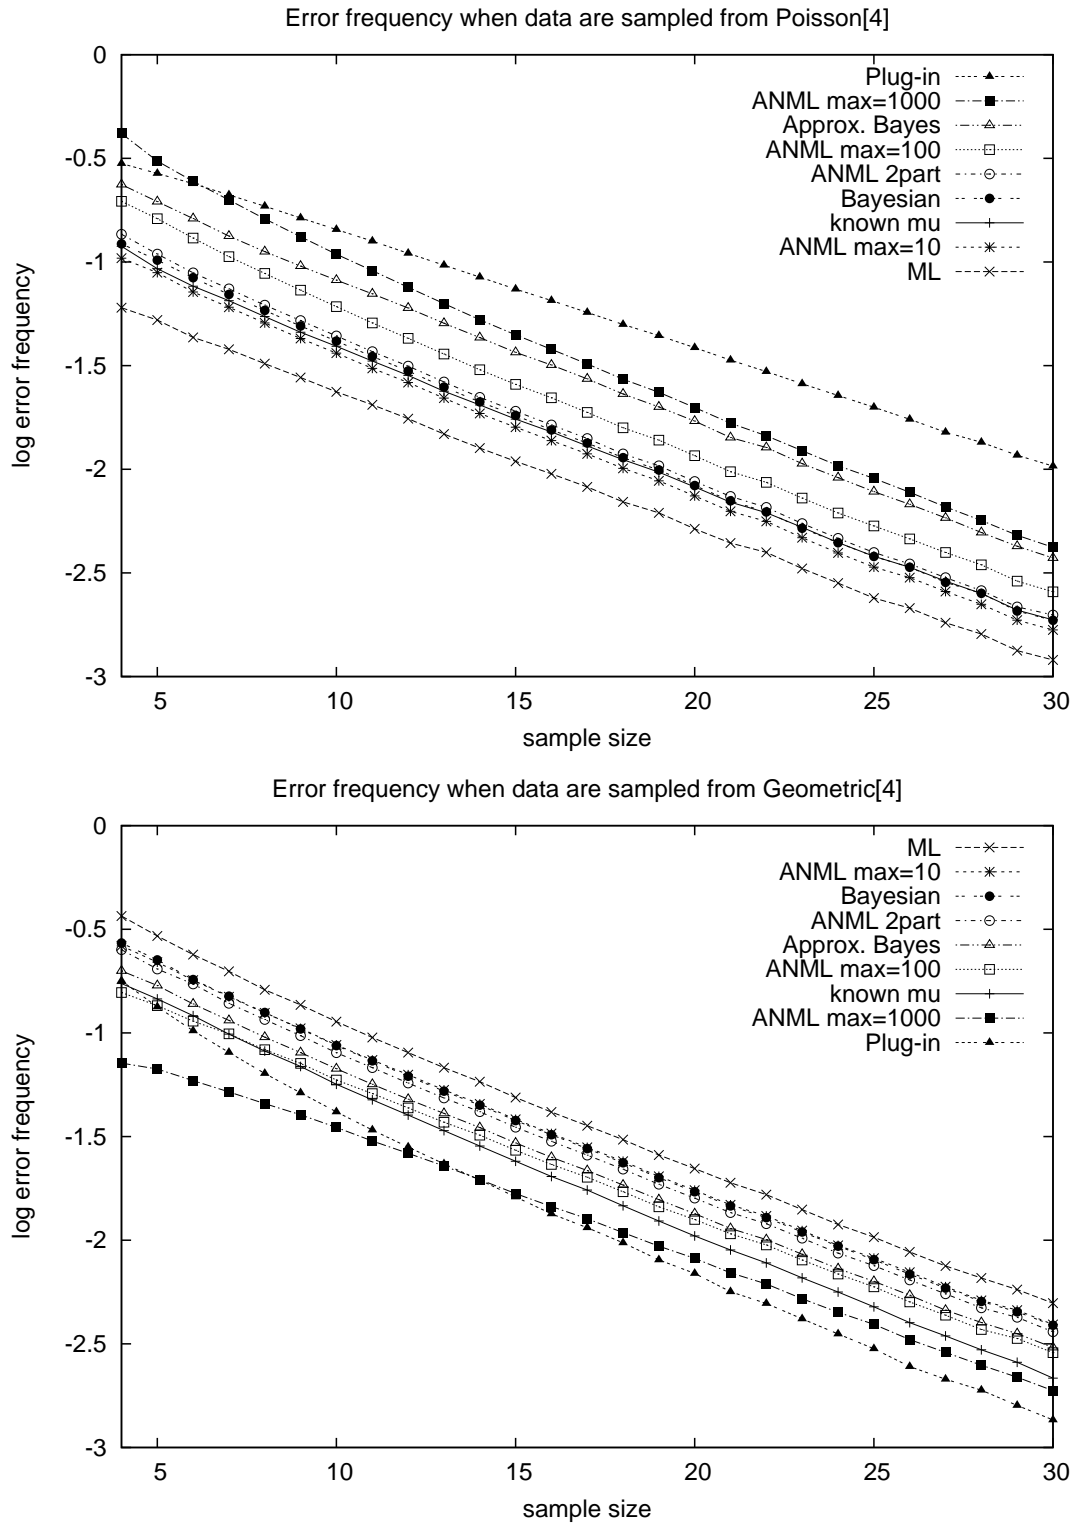 Error frequency when data are sampled from Poisson[4]
0
-0.5
-1
-1.5
-2
-2.5
-3
log error frequency
Plug-in
ANML max=1000
Approx. Bayes
ANML max=100
ANML 2part
Bayesian
known mu
ANML max=10
ML
5 10 15 20 25 30
sample size
Error frequency when data are sampled from Geometric[4]
0
-0.5
-1
-1.5
-2
-2.5
-3
log error frequency
ML
ANML max=10
Bayesian
ANML 2part
Approx. Bayes
ANML max=100
known mu
ANML max=1000
Plug-in
5 10 15 20 25 30
sample size